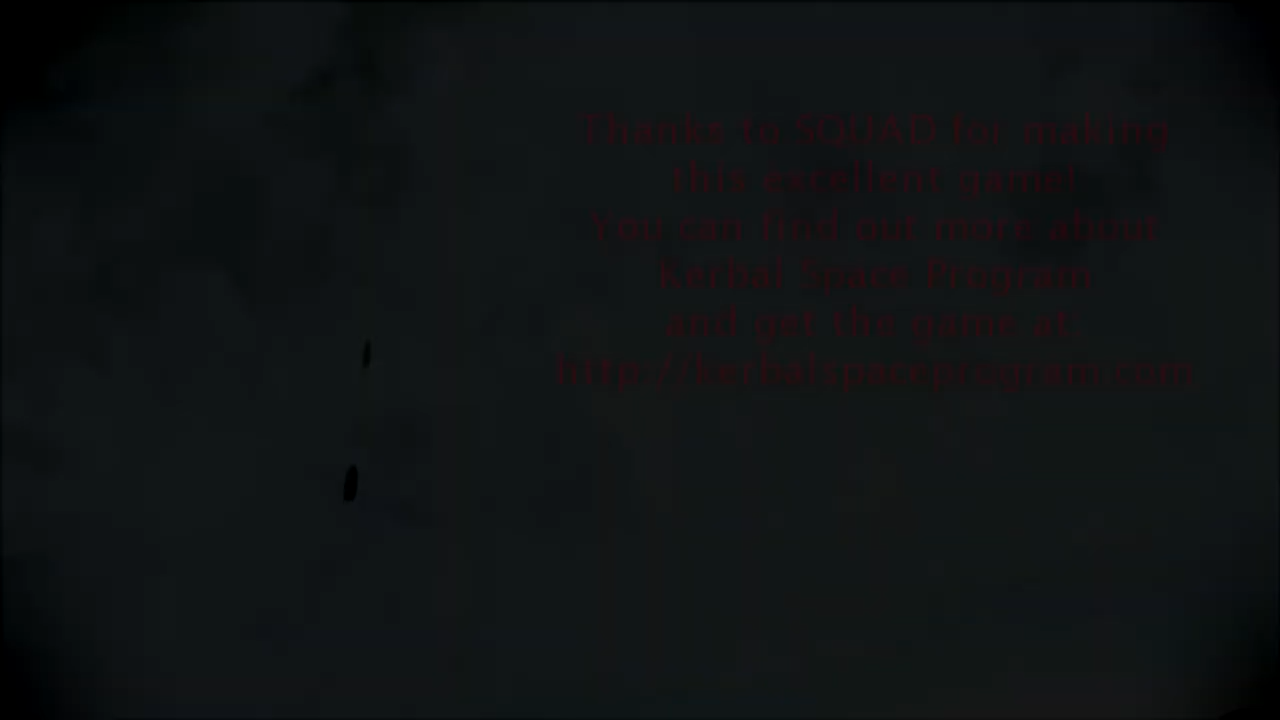 Thanks to SQUAD for making
this excellent game!
You can find out more about
Kerbal Space Program
and get the game at:
http://kerbalspaceprogram.com